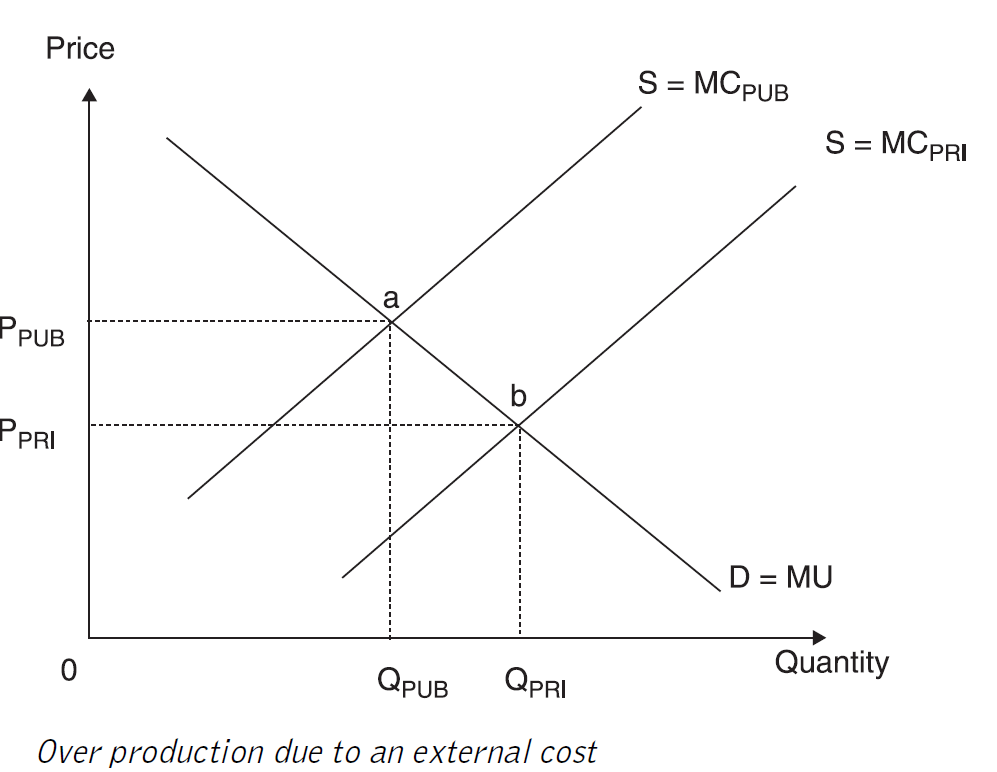 Price
S = MCPUB
S = MCPRI
a
PPUB
b
PPRI
D = MU
0
Quantity
QPUB QPRI
Over production due to an external cost